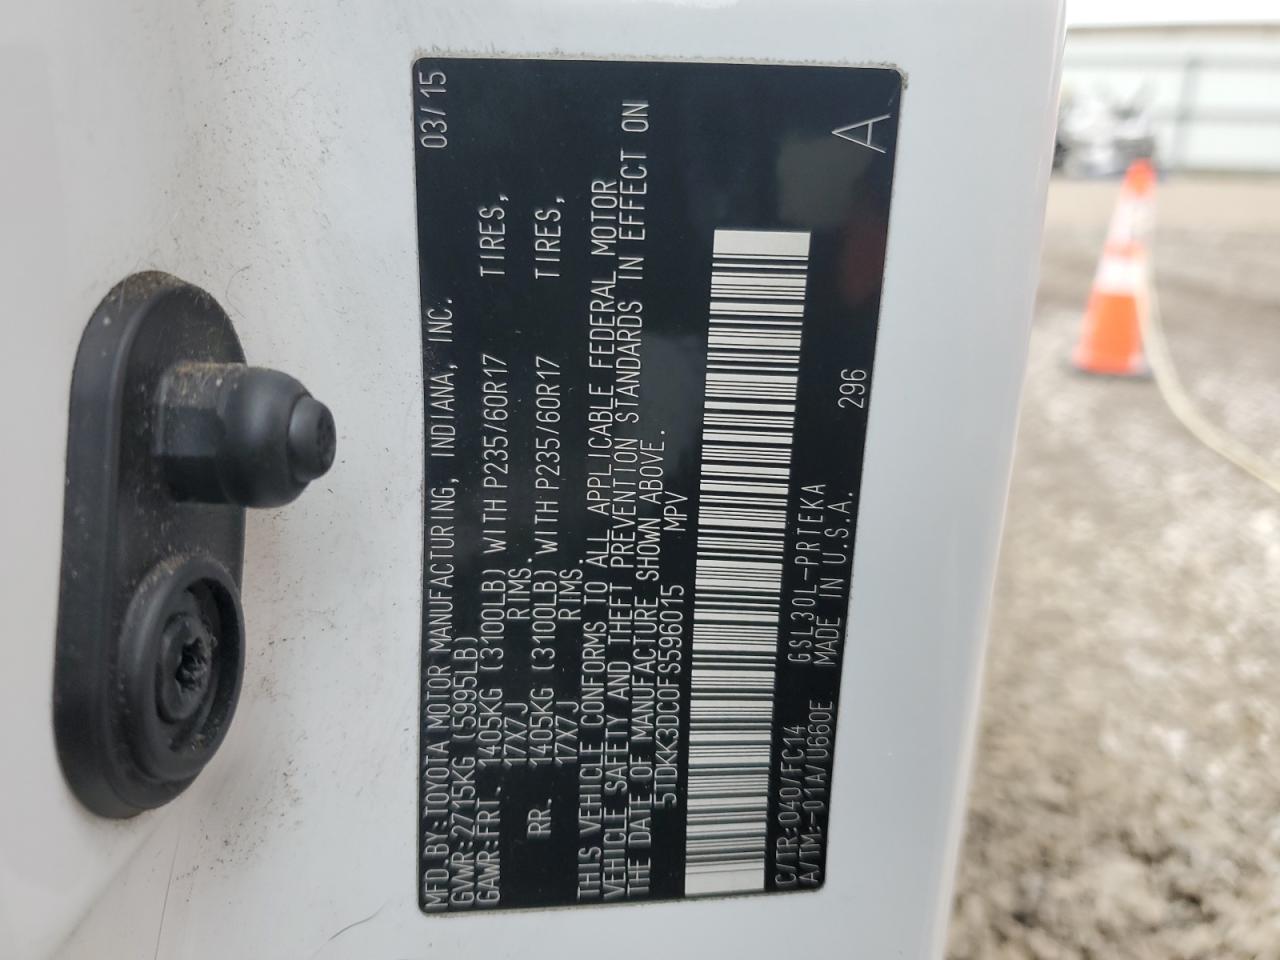 MFD.BY:TOYOTA MOTOR MANUFACTURING, INDIANA, INC. 03/15
GVWR:2715KG (5995LB)
GAWR:FRT. 1405KG (3100LB) WITH P235/60R17 TIRES,
17X7J RIMS.
RR. 1405KG (3100LB) WITH P235/60R17 TIRES,
17X7J RIMS.
THIS VEHICLE CONFORMS TO ALL APPLICABLE FEDERAL MOTOR
VEHICLE SAFETY AND THEFT PREVENTION STANDARDS IN EFFECT ON
THE DATE OF MANUFACTURE SHOWN ABOVE.
5TDKK3DC0FS596015 MPV
C/TR:040/FC14 GSL30L-PRTEKA 296 A
A/TM:-01A/U660E MADE IN U.S.A.